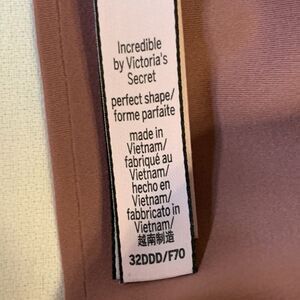 Incredible
by Victoria's
Secret
perfect shape/
forme parfaite
made in
Vietnam/
fabriqué au
Vietnam/
hecho en
Vietnam/
fabbricato in
Vietnam/
越南制造
32DDD/F70